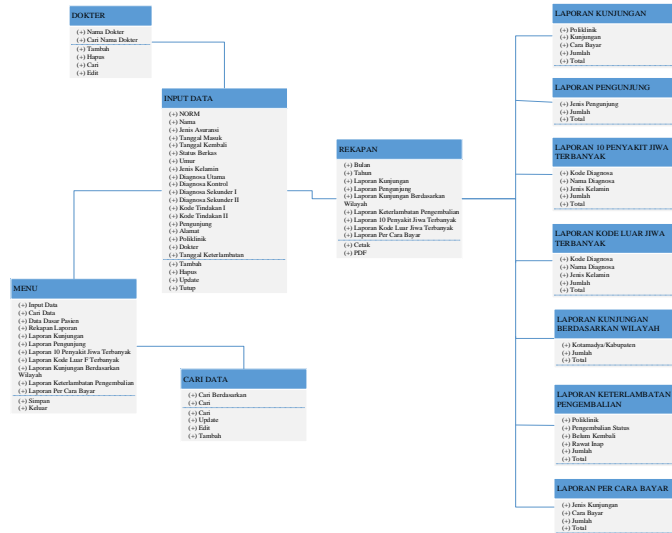 DOKTER
(+) Nama Dokter
(+) Cari Nama Dokter
(+) Tambah
(+) Hapus
(+) Cari
(+) Edit
INPUT DATA
(+) NORM
(+) Nama
(+) Jenis Asuransi
(+) Tanggal Masuk
(+) Tanggal Kembali
(+) Status Berkas
(+) Umur
(+) Jenis Kelamin
(+) Diagnosa Utama
(+) Diagnosa Kontrol
(+) Diagnosa Sekunder I
(+) Diagnosa Sekunder II
(+) Kode Tindakan I
(+) Kode Tindakan II
(+) Pengunjung
(+) Alamat
(+) Poliklinik
(+) Dokter
(+) Tanggal Keterlambatan
(+) Tambah
(+) Hapus
(+) Update
(+) Tutup
MENU
(+) Input Data
(+) Cari Data
(+) Data Dasar Pasien
(+) Rekapan Laporan
(+) Laporan Kunjungan
(+) Laporan Pengunjung
(+) Laporan 10 Penyakit Jiwa Terbanyak
(+) Laporan Kode Luar F Terbanyak
(+) Laporan Kunjungan Berdasarkan
Wilayah
(+) Laporan Keterlambatan Pengembalian
(+) Laporan Per Cara Bayar
(+) Simpan
(+) Keluar
CARI DATA
(+) Cari Berdasarkan
(+) Cari
(+) Cari
(+) Update
(+) Edit
(+) Tambah
REKAPAN
(+) Bulan
(+) Tahun
(+) Laporan Kunjungan
(+) Laporan Pengunjung
(+) Laporan Kunjungan Berdasarkan
Wilayah
(+) Laporan Keterlambatan Pengembalian
(+) Laporan 10 Penyakit Jiwa Terbanyak
(+) Laporan Kode Luar Jiwa Terbanyak
(+) Laporan Per Cara Bayar
(+) Cetak
(+) PDF
LAPORAN KUNJUNGAN
(+) Poliklinik
(+) Kunjungan
(+) Cara Bayar
(+) Jumlah
(+) Total
LAPORAN PENGUNJUNG
(+) Jenis Pengunjung
(+) Jumlah
(+) Total
LAPORAN 10 PENYAKIT JIWA
TERBANYAK
(+) Kode Diagnosa
(+) Nama Diagnosa
(+) Jenis Kelamin
(+) Jumlah
(+) Total
LAPORAN KODE LUAR JIWA
TERBANYAK
(+) Kode Diagnosa
(+) Nama Diagnosa
(+) Jenis Kelamin
(+) Jumlah
(+) Total
LAPORAN KUNJUNGAN
BERDASARKAN WILAYAH
(+) Kotamadya/Kabupaten
(+) Jumlah
(+) Total
LAPORAN KETERLAMBATAN
PENGEMBALIAN
(+) Poliklinik
(+) Pengembalian Status
(+) Belum Kembali
(+) Rawat Inap
(+) Jumlah
(+) Total
LAPORAN PER CARA BAYAR
(+) Jenis Kunjungan
(+) Cara Bayar
(+) Jumlah
(+) Total